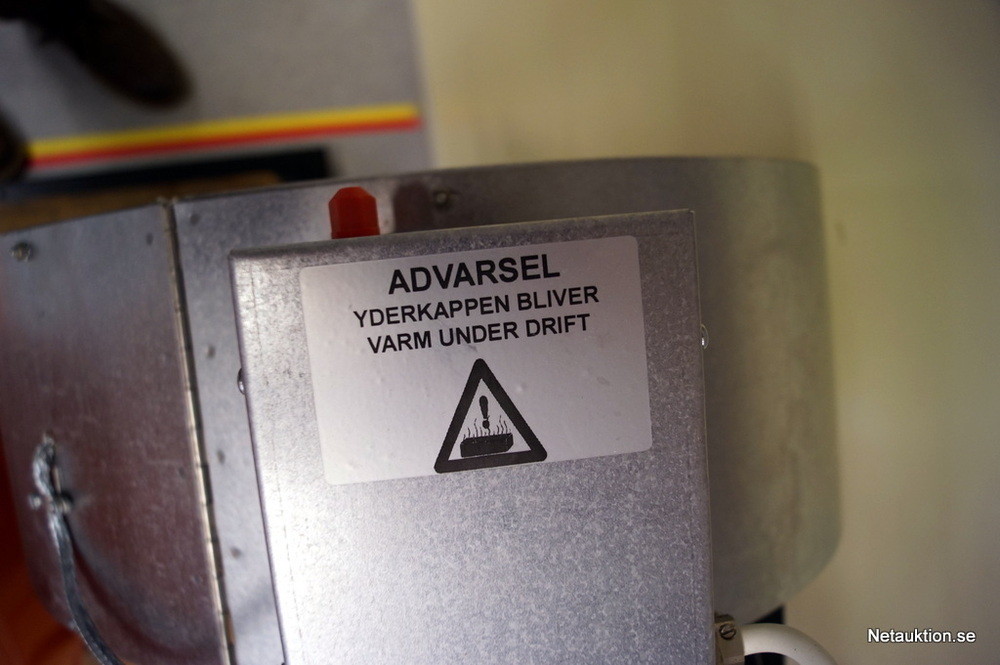 ADVARSEL
YDERKAPPEN BLIVER
VARM UNDER DRIFT
Netauktion.se